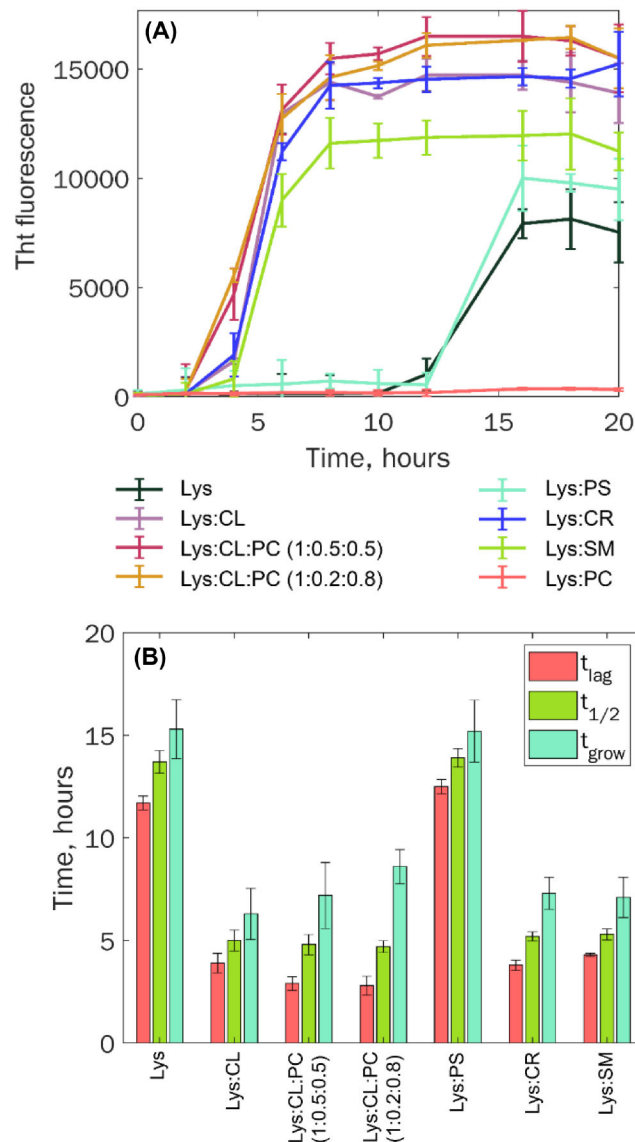 (A)
Tht fluorescence
15000
10000
5000
0
0 5 10 15 20
Time, hours
Lys
Lys:CL
Lys:CL:PC (1:0.5:0.5)
Lys:CL:PC (1:0.2:0.8)
Lys:PS
Lys:CR
Lys:SM
Lys:PC
(B)
Time, hours
20
15
10
5
0
t_lag
t_1/2
t_grow
Lys
Lys:CL
Lys:CL:PC
(1:0.5:0.5)
Lys:CL:PC
(1:0.2:0.8)
Lys:PS
Lys:CR
Lys:SM